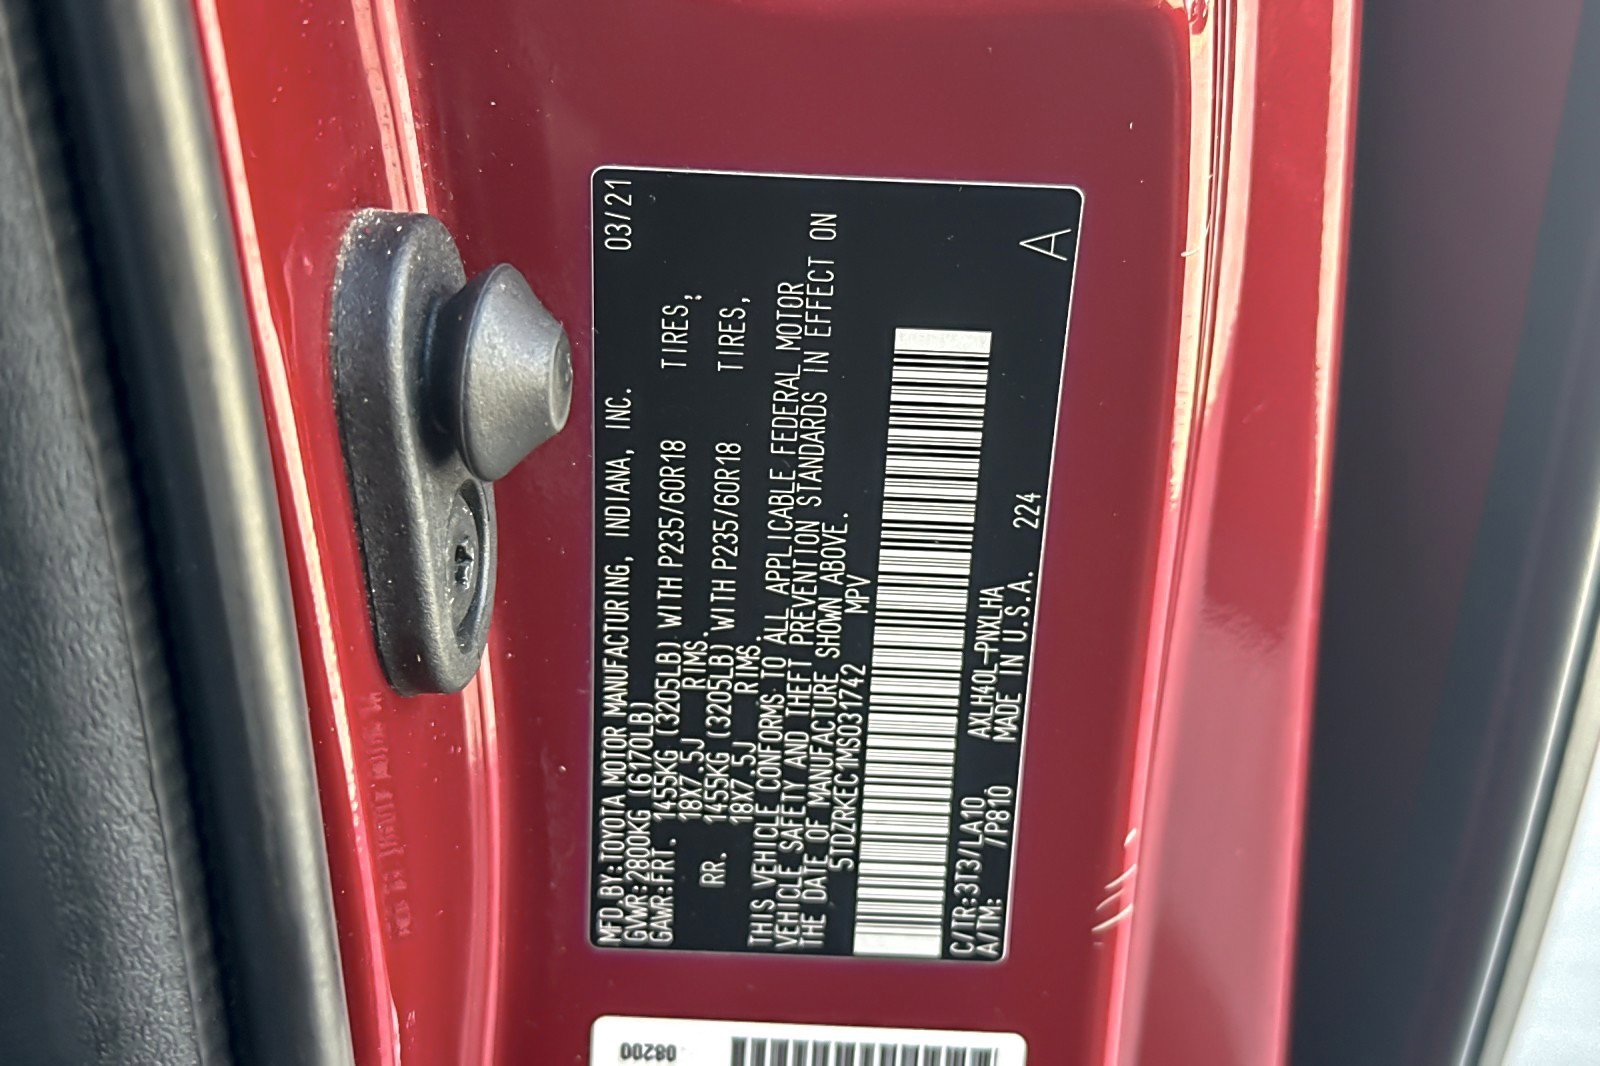 MFD.BY:TOYOTA MOTOR MANUFACTURING, INDIANA, INC. 03/21
GVWR:2800KG (6170LB)
GAWR:FRT. 1455KG (3205LB) WITH P235/60R18 TIRES,
18X7.5J RIMS.
RR. 1455KG (3205LB) WITH P235/60R18 TIRES,
18X7.5J RIMS
THIS VEHICLE CONFORMS TO ALL APPLICABLE FEDERAL MOTOR
VEHICLE SAFETY AND THEFT PREVENTION STANDARDS IN EFFECT ON
THE DATE OF MANUFACTURE SHOWN ABOVE.
5TDZRKEC1MS031742 MPV
C/TR:3T3/LA10 AXLH40L-PNXLHA
A/TM: /P810 MADE IN U.S.A. 224
A
08200